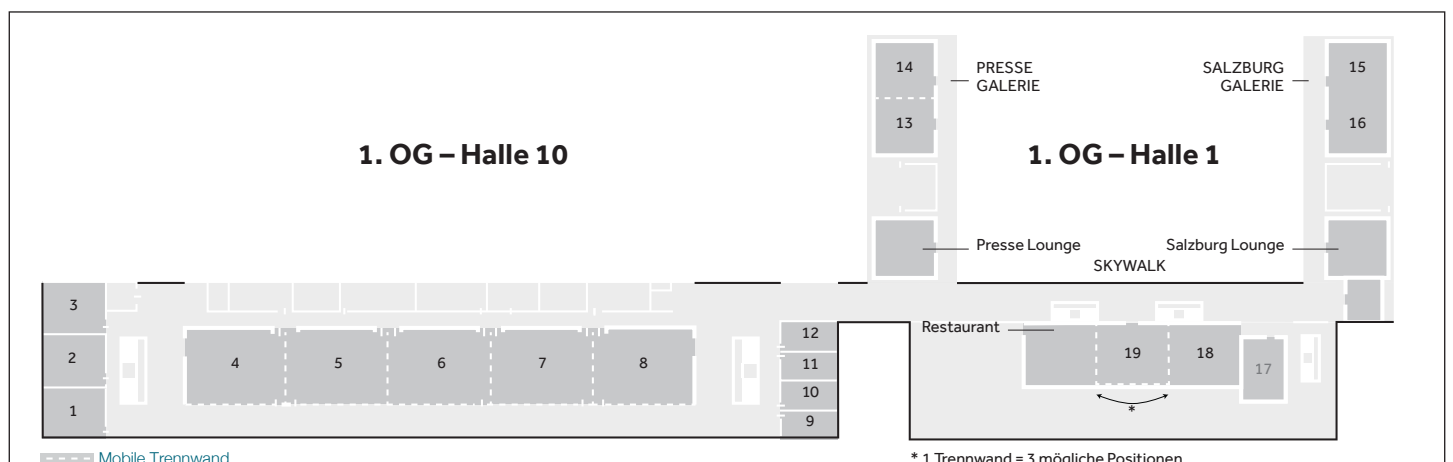 14
PRESSE
GALERIE
SALZBURG
GALERIE
15
13
16
1. OG – Halle 10
1. OG – Halle 1
Presse Lounge
Salzburg Lounge
SKYWALK
3
Restaurant
12
2
4
5
6
7
8
11
19
18
17
10
1
9
*
Mobile Trennwand
* 1 Trennwand = 3 mögliche Positionen